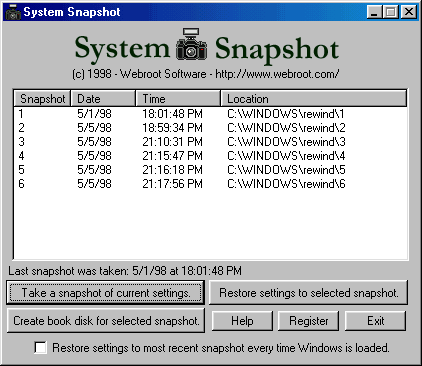 System Snapshot
System Snapshot
(c) 1998 - Webroot Software - http://www.webroot.com/
Snapshot Date Time Location
1 5/1/98 18:01:48 PM C:\WINDOWS\rewind\1
2 5/5/98 18:59:34 PM C:\WINDOWS\rewind\2
3 5/5/98 21:10:31 PM C:\WINDOWS\rewind\3
4 5/5/98 21:15:47 PM C:\WINDOWS\rewind\4
5 5/5/98 21:16:18 PM C:\WINDOWS\rewind\5
6 5/5/98 21:17:56 PM C:\WINDOWS\rewind\6
Last snapshot was taken: 5/1/98 at 18:01:48 PM
Take a snapshot of current settings. Restore settings to selected snapshot.
Create book disk for selected snapshot. Help Register Exit
Restore settings to most recent snapshot every time Windows is loaded.